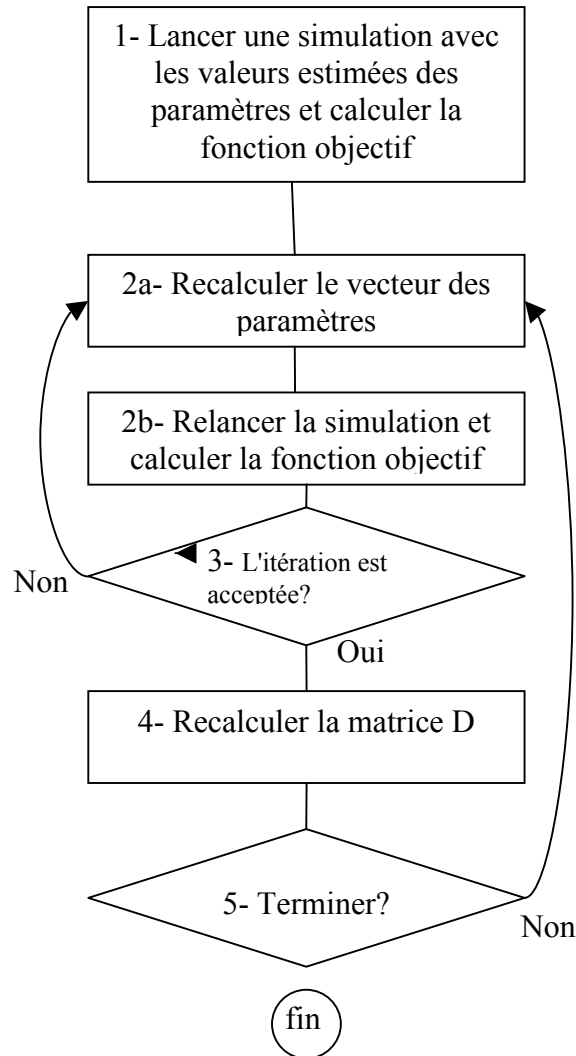 1- Lancer une simulation avec
les valeurs estimées des
paramètres et calculer la
fonction objectif
2a- Recalculer le vecteur des
paramètres
2b- Relancer la simulation et
calculer la fonction objectif
3- L'itération est
acceptée?
Non
Oui
4- Recalculer la matrice D
5- Terminer?
Non
fin